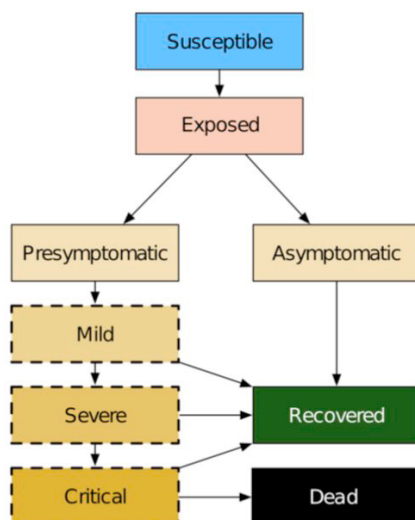 Susceptible
Exposed
Presymptomatic
Asymptomatic
Mild
Severe
Recovered
Critical
Dead